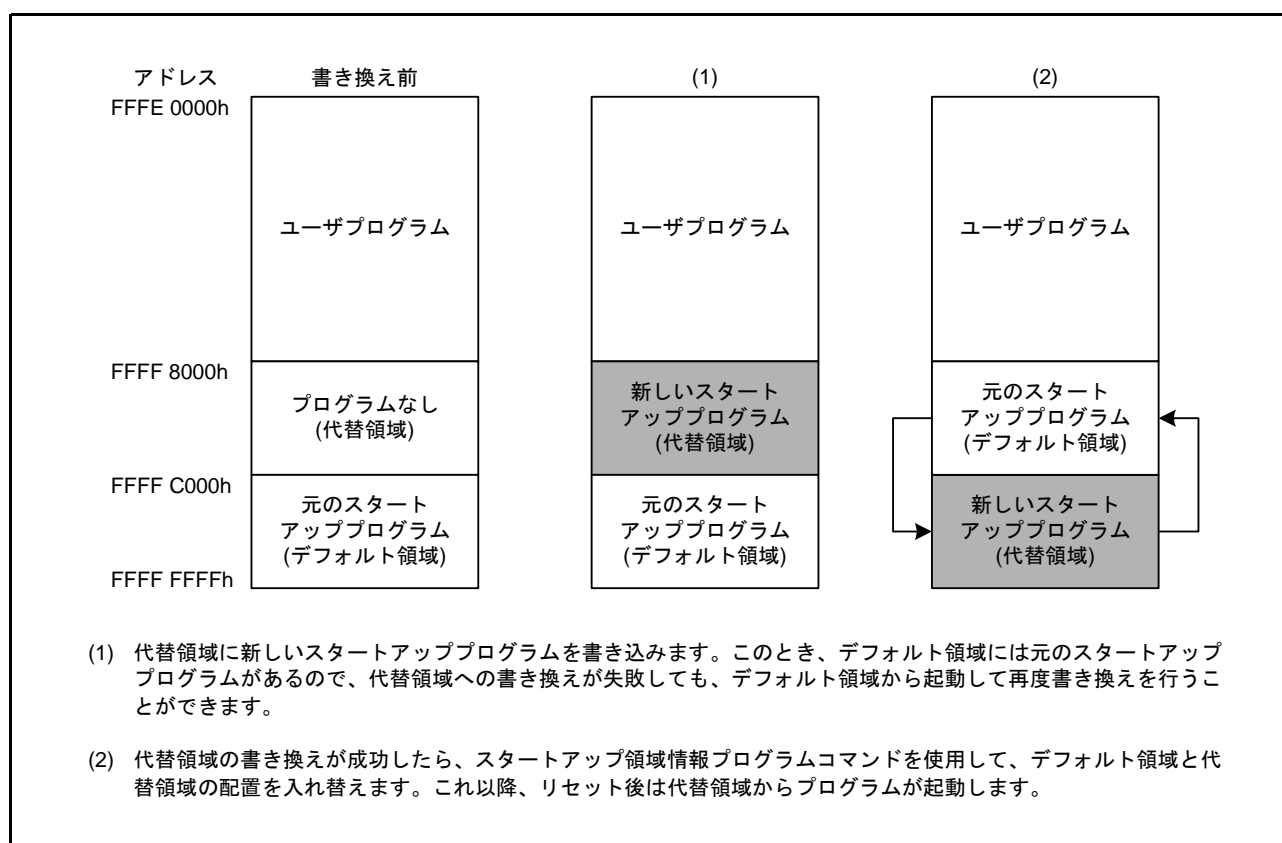 アドレス 書き換え前 (1) (2)
FFFE 0000h
ユーザプログラム ユーザプログラム ユーザプログラム
FFFF 8000h
プログラムなし
(代替領域)
新しいスタート
アッププログラム
(代替領域)
元のスタート
アッププログラム
(デフォルト領域)
FFFF C000h
元のスタート
アッププログラム
(デフォルト領域)
元のスタート
アッププログラム
(デフォルト領域)
新しいスタート
アッププログラム
(代替領域)
FFFF FFFFh
(1) 代替領域に新しいスタートアッププログラムを書き込みます。このとき、デフォルト領域には元のスタートアップ
プログラムがあるので、代替領域への書き換えが失敗しても、デフォルト領域から起動して再度書き換えを行うこ
とができます。
(2) 代替領域の書き換えが成功したら、スタートアップ領域情報プログラムコマンドを使用して、デフォルト領域と代
替領域の配置を入れ替えます。これ以降、リセット後は代替領域からプログラムが起動します。